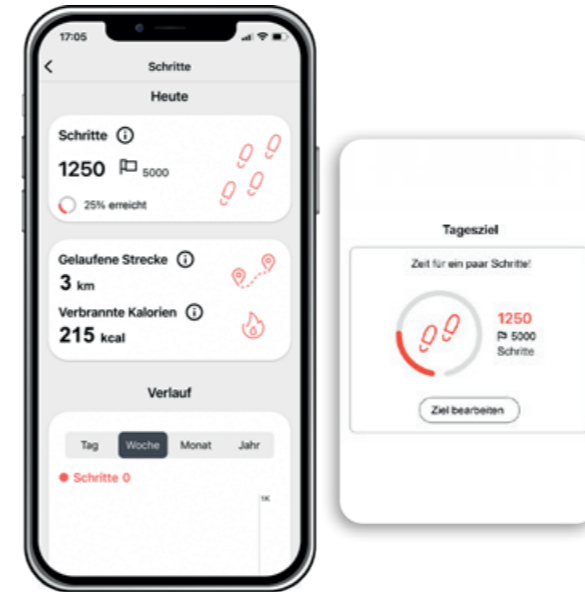 17:05
Schritte
Heute
Schritte
1250 5000
25% erreicht
Gelaufene Strecke
3 km
Verbrannte Kalorien
215 kcal
Verlauf
Tag Woche Monat Jahr
Schritte 0
1K
Tagesziel
Zeit für ein paar Schritte!
1250
5000
Schritte
Ziel bearbeiten